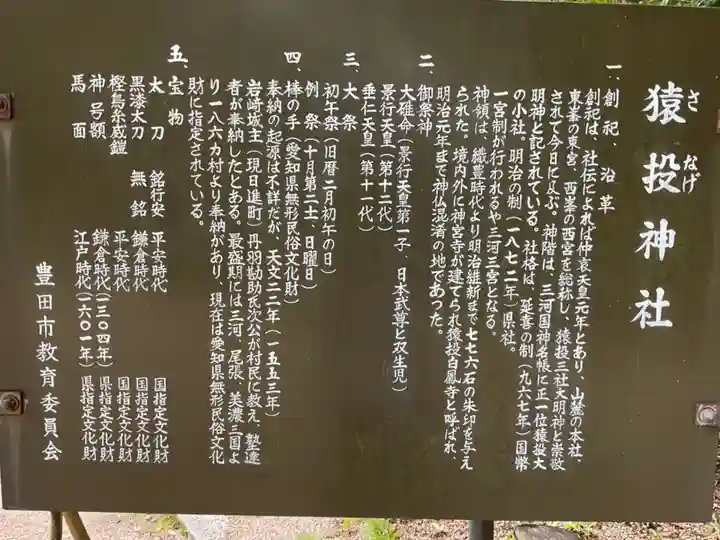 猿投神社
さなげ
一、創祀、沿革
創祀は、社伝によれば仲哀天皇元年とあり、山麓の本社、
東峯の東宮、西峯の西宮を総称し、猿投三社大明神と崇敬
されて今日に及ぶ。神階は、三河国神名帳に正一位猿投大
明神と記されている。社格は、延喜の制(九六七年)国幣
の小社。明治の制(一八七二年)県社。
一宮制が行われるや三河三宮となる。
神領は、織豊時代より明治維新まで七七六石の朱印を与え
られた。境内外に神宮寺が建てられ猿投白鳳寺と呼ばれ、
明治元年まで神仏混淆の地であった。
二、御祭神
大碓命(景行天皇第一子、日本武尊と双生児)
景行天皇(第十二代)
垂仁天皇(第十一代)
三、大祭
初午祭(旧暦二月初午の日)
例祭(十月第二土、日曜日)
四、棒の手(愛知県無形民俗文化財)
奉納の起源は不詳だが、天文二二年(一五五三年)
岩崎城主(現日進町)丹羽勘助氏次公が村民に教え、塾達
者が奉納したとある。最盛期には三河、尾張、美濃三国よ
り一八六カ村より奉納があり、現在は愛知県無形民俗文化
財に指定されている。
五、宝物
太刀 銘行安 平安時代 国指定文化財
黒漆太刀 無銘 鎌倉時代 国指定文化財
樫鳥糸威鎧 平安時代 国指定文化財
神号額 鎌倉時代(一三〇四年) 県指定文化財
馬面 江戸時代(一六〇一年) 県指定文化財
豊田市教育委員会